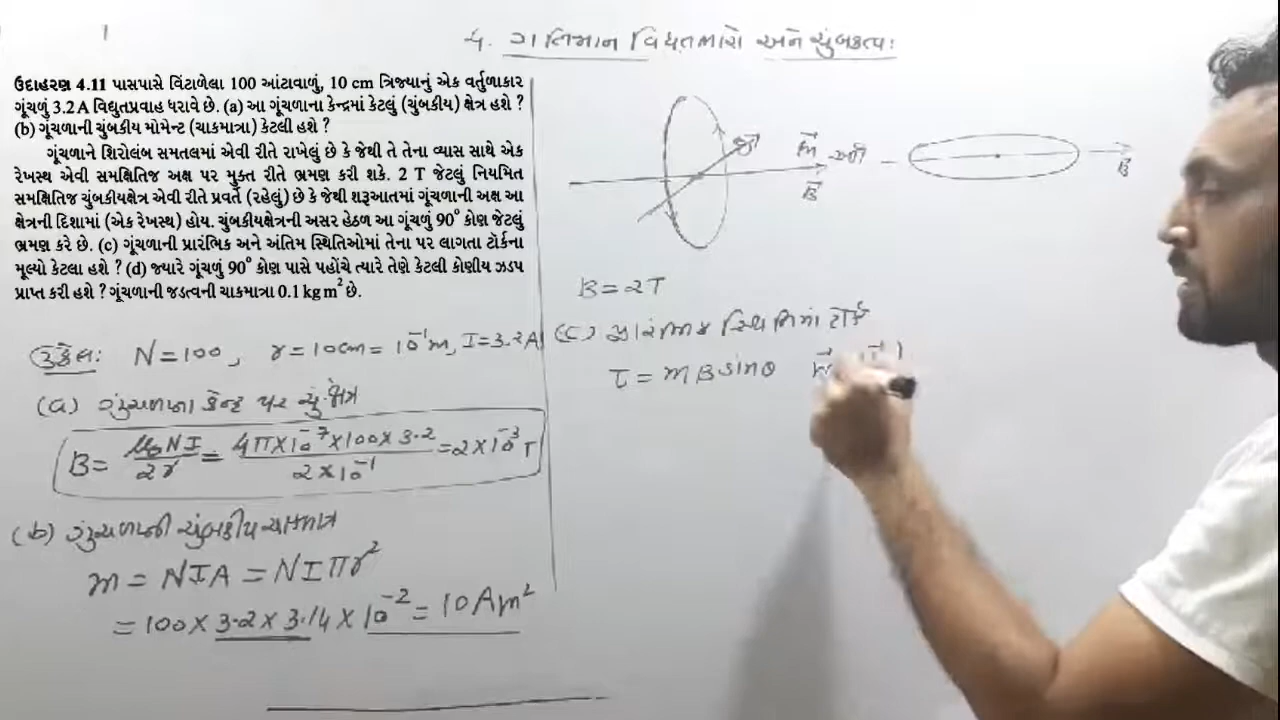 4. ગતિમાન વિદ્યુતભારો અને ચુંબકત્વ:
ઉદાહરણ 4.11 પાસપાસે વિંટાળેલા 100 આંટાવાળું, 10 cm ત્રિજ્યાનું એક વર્તુળાકાર
ગૂંચળું 3.2 A વિદ્યુતપ્રવાહ ધરાવે છે. (a) આ ગૂંચળાના કેન્દ્રમાં કેટલું (ચુંબકીય) ક્ષેત્ર હશે ?
(b) ગૂંચળાની ચુંબકીય મોમેન્ટ (ચાકમાત્રા) કેટલી હશે ?
ગૂંચળાને શિરોલંબ સમતલમાં એવી રીતે રાખેલું છે કે જેથી તે તેના વ્યાસ સાથે એક
રેખસ્થ એવી સમક્ષિતિજ અક્ષ પર મુક્ત રીતે ભ્રમણ કરી શકે. 2 T જેટલું નિયમિત
સમક્ષિતિજ ચુંબકીયક્ષેત્ર એવી રીતે પ્રવર્તે (રહેલું) છે કે જેથી શરૂઆતમાં ગૂંચળાની અક્ષ આ
ક્ષેત્રની દિશામાં (એક રેખસ્થ) હોય. ચુંબકીયક્ષેત્રની અસર હેઠળ આ ગૂંચળું 90° કોણ જેટલું
ભ્રમણ કરે છે. (c) ગૂંચળાની પ્રારંભિક અને અંતિમ સ્થિતિઓમાં તેના પર લાગતા ટૉર્કના
મૂલ્યો કેટલા હશે ? (d) જ્યારે ગૂંચળું 90° કોણ પાસે પહોંચે ત્યારે તેણે કેટલી કોણીય ઝડપ
પ્રાપ્ત કરી હશે ? ગૂંચળાની જડત્વની ચાકમાત્રા 0.1 kg m² છે.
ઉકેલ: N = 100, r = 10cm = 10⁻¹m, I = 3.2A
(a) ગૂંચળાના કેન્દ્ર પર ચું.ક્ષેત્ર
B = μ₀NI/2r = 4π×10⁻⁷×100×3.2/2×10⁻¹ = 2×10⁻³ T
(b) ગૂંચળાની ચુંબકીય ચાકમાત્રા
m = NIA = NIπr²
= 100 × 3.2 × 3.14 × 10⁻² = 10 Am²
m⃗
B⃗
B⃗
B = 2T
(c) પ્રારંભિક સ્થિતિમાં ટૉર્ક
τ = mBsinθ